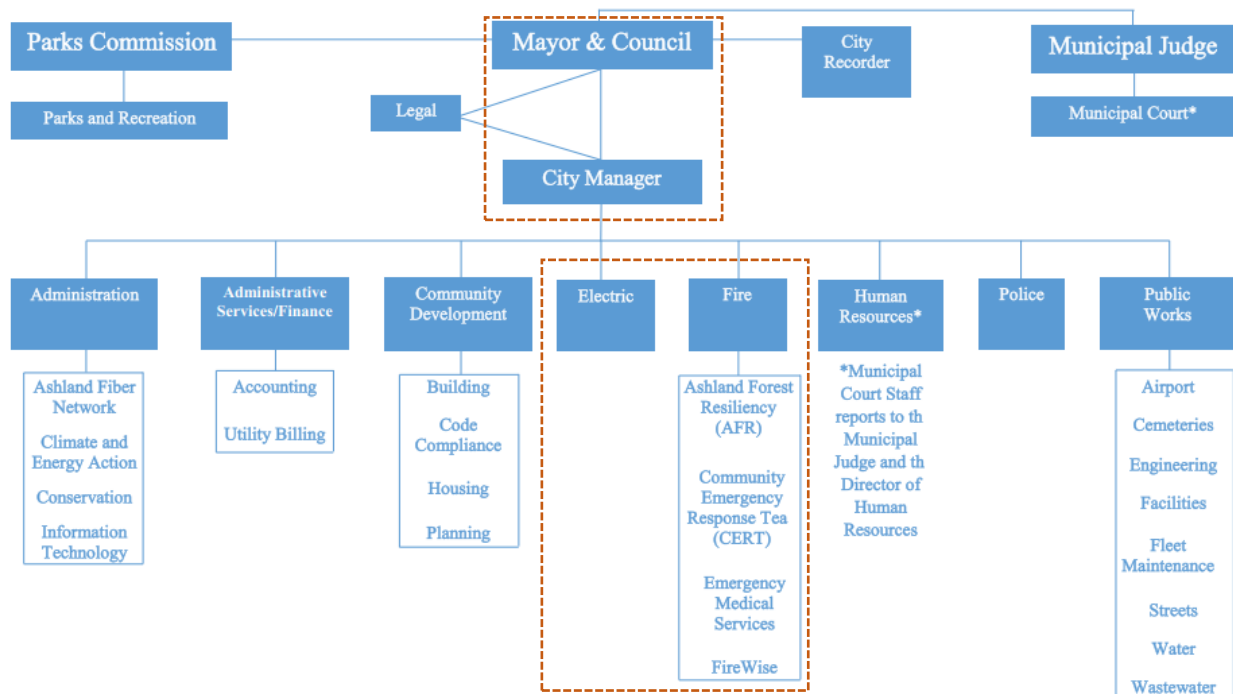 Parks Commission
Mayor & Council
City
Recorder
Municipal Judge
Parks and Recreation
Legal
Municipal Court*
City Manager
Administration
Administrative
Services/Finance
Community
Development
Electric
Fire
Human
Resources*
Police
Public
Works
Ashland Fiber
Network
Climate and
Energy Action
Conservation
Information
Technology
Accounting
Utility Billing
Building
Code
Compliance
Housing
Planning
Ashland Forest
Resiliency
(AFR)
Community
Emergency
Response Tea
(CERT)
Emergency
Medical
Services
FireWise
*Municipal
Court Staff
reports to th
Municipal
Judge and th
Director of
Human
Resources
Airport
Cemeteries
Engineering
Facilities
Fleet
Maintenance
Streets
Water
Wastewater